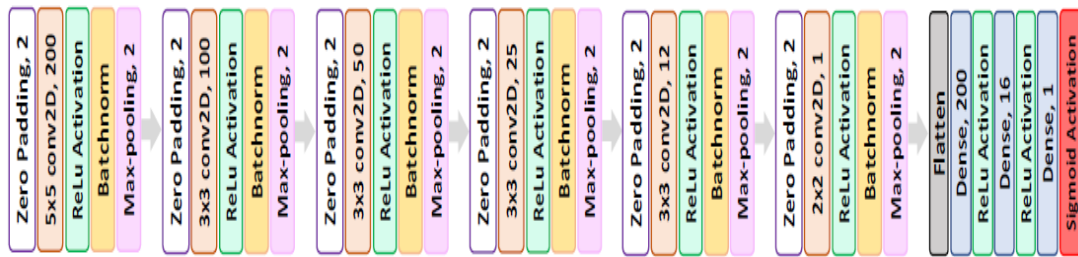 Zero Padding, 2
5x5 conv2D, 200
ReLu Activation
Batchnorm
Max-pooling, 2
Zero Padding, 2
3x3 conv2D, 100
ReLu Activation
Batchnorm
Max-pooling, 2
Zero Padding, 2
3x3 conv2D, 50
ReLu Activation
Batchnorm
Max-pooling, 2
Zero Padding, 2
3x3 conv2D, 25
ReLu Activation
Batchnorm
Max-pooling, 2
Zero Padding, 2
3x3 conv2D, 12
ReLu Activation
Batchnorm
Max-pooling, 2
Zero Padding, 2
2x2 conv2D, 1
ReLu Activation
Batchnorm
Max-pooling, 2
Flatten
Dense, 200
ReLu Activation
Dense, 16
ReLu Activation
Dense, 1
Sigmoid Activation